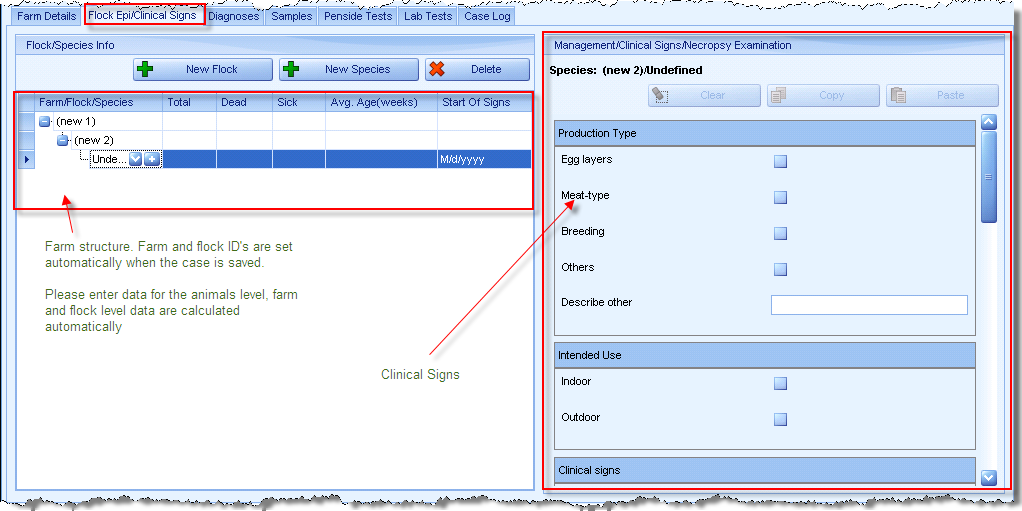 Farm Details Flock Epi/Clinical Signs Diagnoses Samples Penside Tests Lab Tests Case Log
Flock/Species Info
New Flock New Species Delete
Farm/Flock/Species Total Dead Sick Avg. Age(weeks) Start Of Signs
(new 1)
(new 2)
Unde... M/d/yyyy
Farm structure. Farm and flock ID's are set
automatically when the case is saved.
Please enter data for the animals level, farm
and flock level data are calculated
automatically
Clinical Signs
Management/Clinical Signs/Necropsy Examination
Species: (new 2)/Undefined
Clear Copy Paste
Production Type
Egg layers
Meat-type
Breeding
Others
Describe other
Intended Use
Indoor
Outdoor
Clinical signs